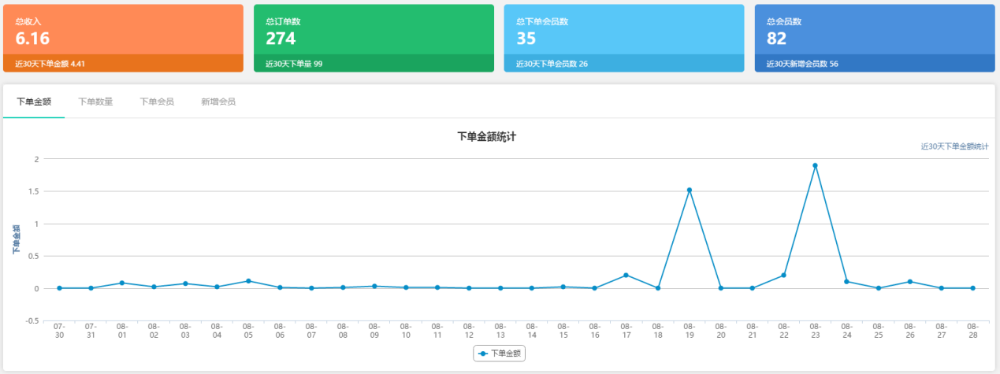 总收入
6.16
近30天下单金额 4.41
总订单数
274
近30天下单量 99
总下单会员数
35
近30天下单会员数 26
总会员数
82
近30天新增会员数 56
下单金额 下单数量 下单会员 新增会员
下单金额统计
近30天下单金额统计
下单金额
2
1.5
1
0.5
0
-0.5
07-30 07-31 08-01 08-02 08-03 08-04 08-05 08-06 08-07 08-08 08-09 08-10 08-11 08-12 08-13 08-14 08-15 08-16 08-17 08-18 08-19 08-20 08-21 08-22 08-23 08-24 08-25 08-26 08-27 08-28
下单金额